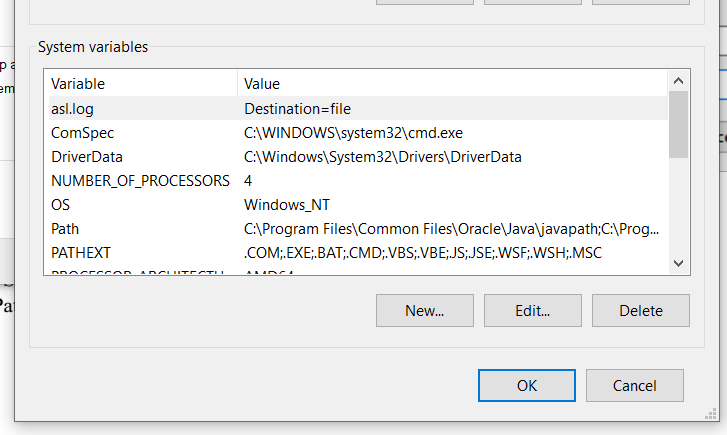 System variables
Variable Value
asl.log Destination=file
ComSpec C:\WINDOWS\system32\cmd.exe
DriverData C:\Windows\System32\Drivers\DriverData
NUMBER_OF_PROCESSORS 4
OS Windows_NT
Path C:\Program Files\Common Files\Oracle\Java\javapath;C:\Prog...
PATHEXT .COM;.EXE;.BAT;.CMD;.VBS;.VBE;.JS;.JSE;.WSF;.WSH;.MSC
PROCESSOR_ARCHITECTU... AMD64
New... Edit... Delete
OK Cancel